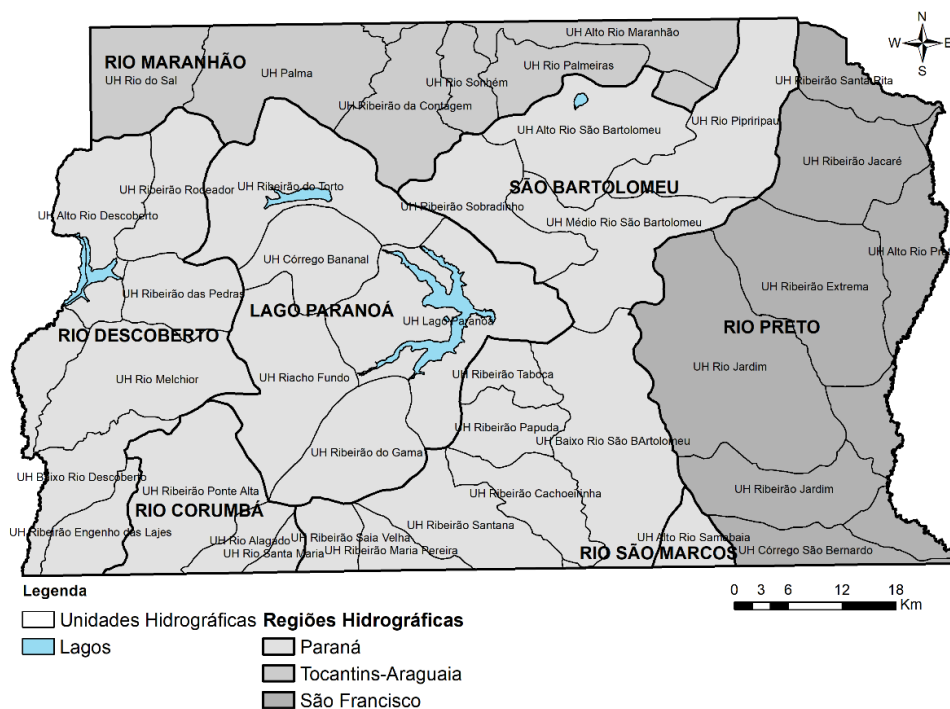 N
W E
S
UH Alto Rio Maranhão
RIO MARANHÃO
UH Rio do Sal
UH Palma
UH Rio Sonhém
UH Rio Palmeiras
UH Ribeirão Santa Rita
UH Ribeirão da Contagem
UH Alto Rio São Bartolomeu
UH Rio Pipriripau
UH Ribeirão Jacaré
UH Ribeirão Rodeador
UH Ribeirão do Torto
SÃO BARTOLOMEU
UH Alto Rio Descoberto
UH Ribeirão Sobradinho
UH Médio Rio São Bartolomeu
UH Alto Rio Pret
UH Córrego Bananal
UH Ribeirão das Pedras
UH Ribeirão Extrema
LAGO PARANOÁ
UH Lago Paranoá
RIO PRETO
RIO DESCOBERTO
UH Rio Melchior
UH Riacho Fundo
UH Ribeirão Taboca
UH Rio Jardim
UH Ribeirão Papuda
UH Baixo Rio São BArtolomeu
UH Ribeirão do Gama
UH Baixo Rio Descoberto
UH Ribeirão Ponte Alta
UH Ribeirão Cachoeirinha
UH Ribeirão Jardim
RIO CORUMBÁ
UH Ribeirão Engenho das Lajes
UH Ribeirão Santana
UH Rio Alagado
UH Ribeirão Saia Velha
UH Alto Rio Samabaia
UH Rio Santa Maria
UH Ribeirão Maria Pereira
RIO SÃO MARCOS
UH Córrego São Bernardo
Legenda
Unidades Hidrográficas
Lagos
Regiões Hidrográficas
Paraná
Tocantins-Araguaia
São Francisco
0 3 6 12 18
Km